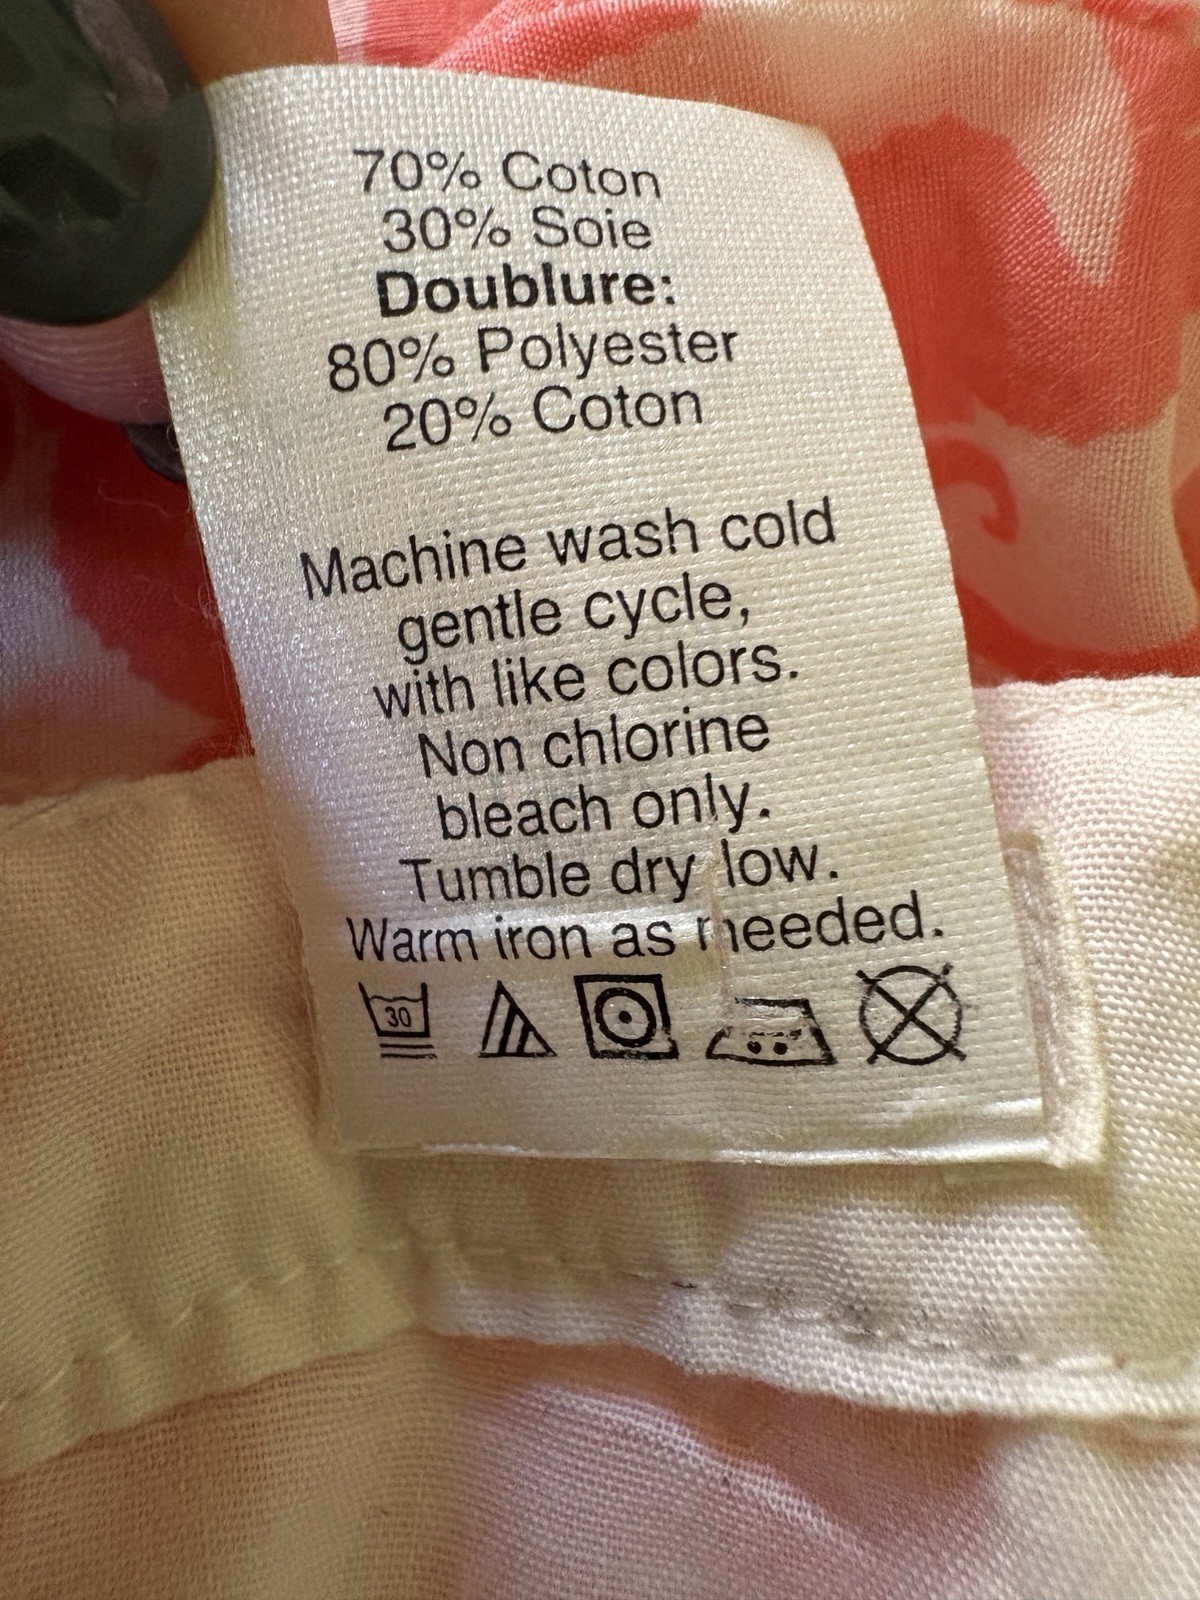 70% Coton
30% Soie
Doublure:
80% Polyester
20% Coton
Machine wash cold
gentle cycle,
with like colors.
Non chlorine
bleach only.
Tumble dry low.
Warm iron as needed.
30